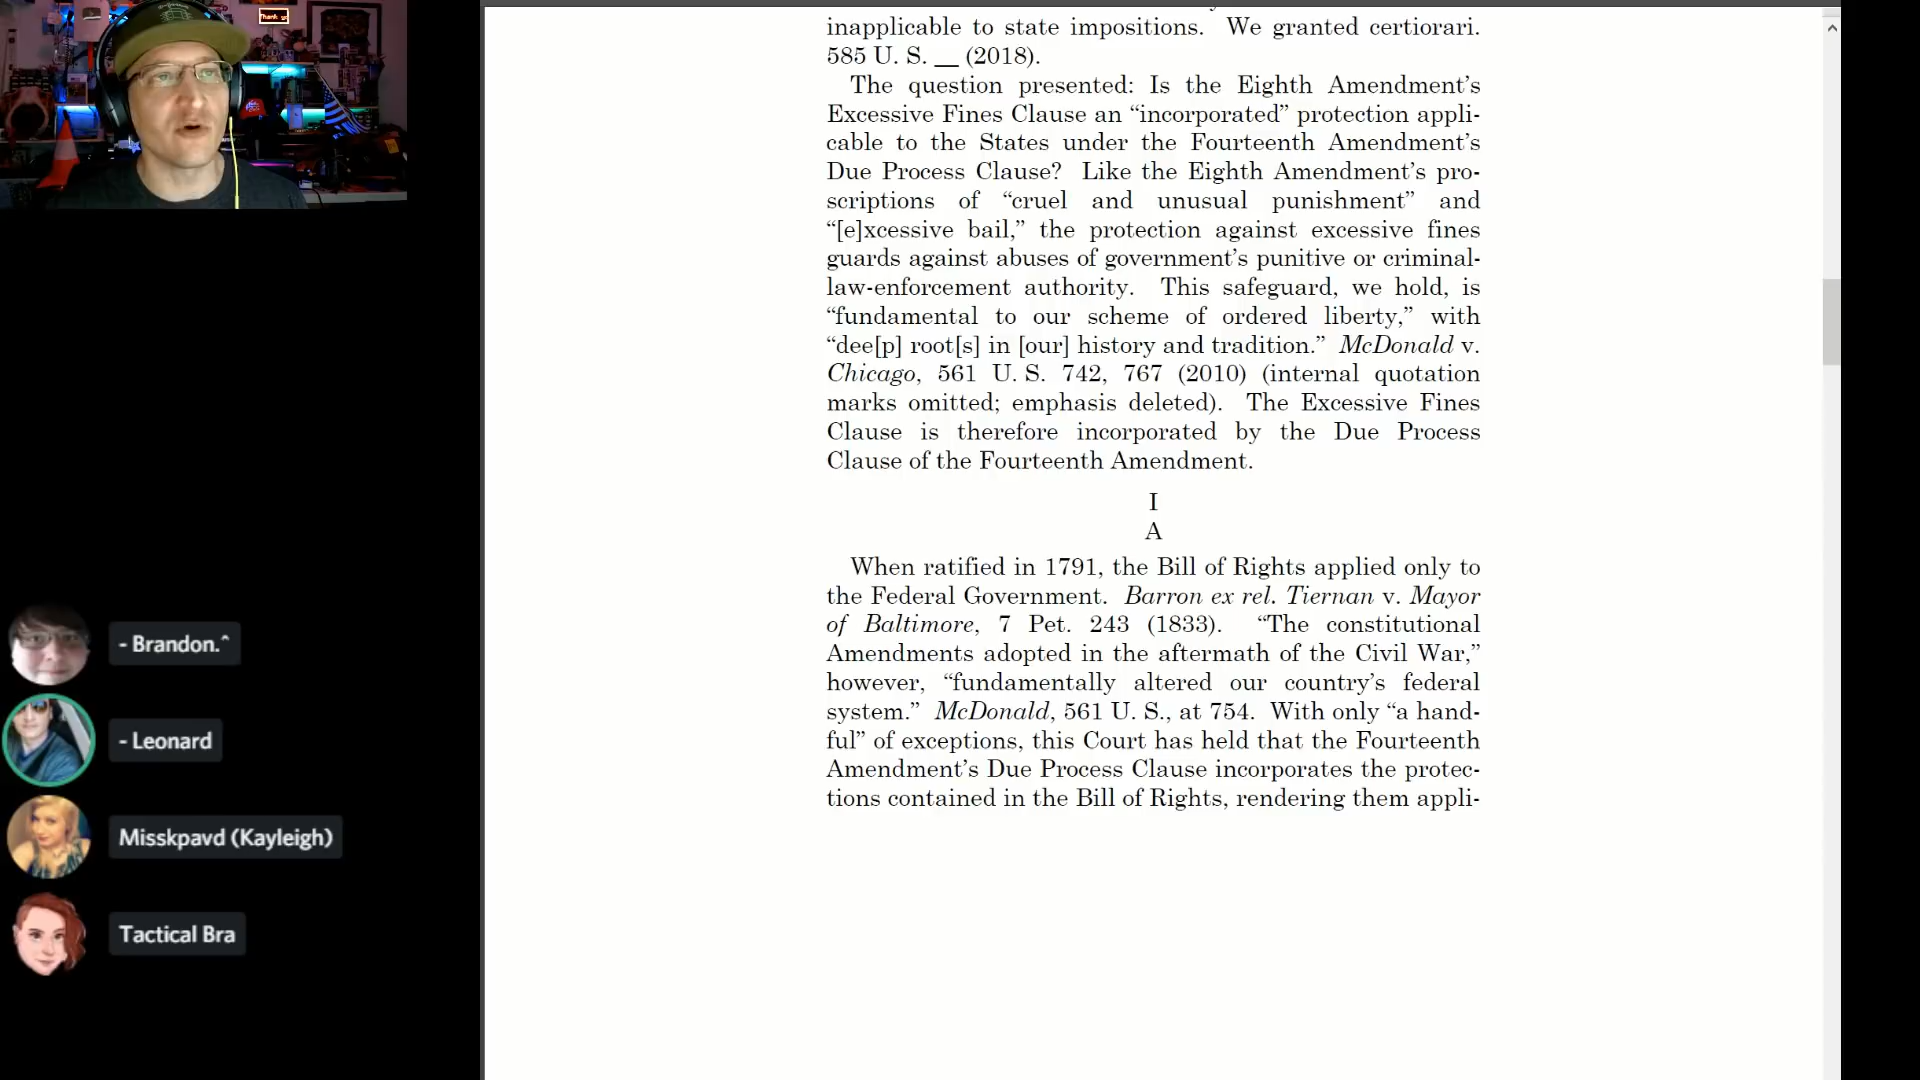 Thank yo
inapplicable to state impositions. We granted certiorari.
585 U. S. __ (2018).
The question presented: Is the Eighth Amendment’s
Excessive Fines Clause an “incorporated” protection appli-
cable to the States under the Fourteenth Amendment’s
Due Process Clause? Like the Eighth Amendment’s pro-
scriptions of “cruel and unusual punishment” and
“[e]xcessive bail,” the protection against excessive fines
guards against abuses of government’s punitive or criminal-
law-enforcement authority. This safeguard, we hold, is
“fundamental to our scheme of ordered liberty,” with
“dee[p] root[s] in [our] history and tradition.” McDonald v.
Chicago, 561 U. S. 742, 767 (2010) (internal quotation
marks omitted; emphasis deleted). The Excessive Fines
Clause is therefore incorporated by the Due Process
Clause of the Fourteenth Amendment.
I
A
When ratified in 1791, the Bill of Rights applied only to
the Federal Government. Barron ex rel. Tiernan v. Mayor
of Baltimore, 7 Pet. 243 (1833). “The constitutional
Amendments adopted in the aftermath of the Civil War,”
however, “fundamentally altered our country’s federal
system.” McDonald, 561 U. S., at 754. With only “a hand-
ful” of exceptions, this Court has held that the Fourteenth
Amendment’s Due Process Clause incorporates the protec-
tions contained in the Bill of Rights, rendering them appli-
- Brandon.^
- Leonard
Misskpavd (Kayleigh)
Tactical Bra